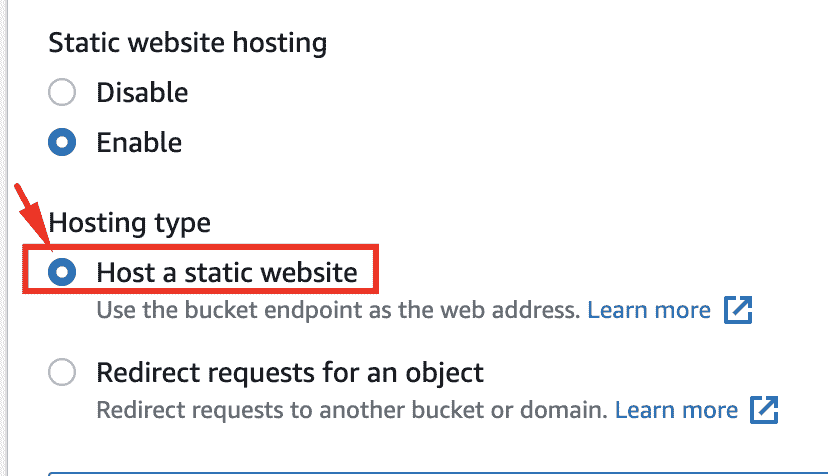 Static website hosting
Disable
Enable
Hosting type
Host a static website
Use the bucket endpoint as the web address. Learn more
Redirect requests for an object
Redirect requests to another bucket or domain. Learn more